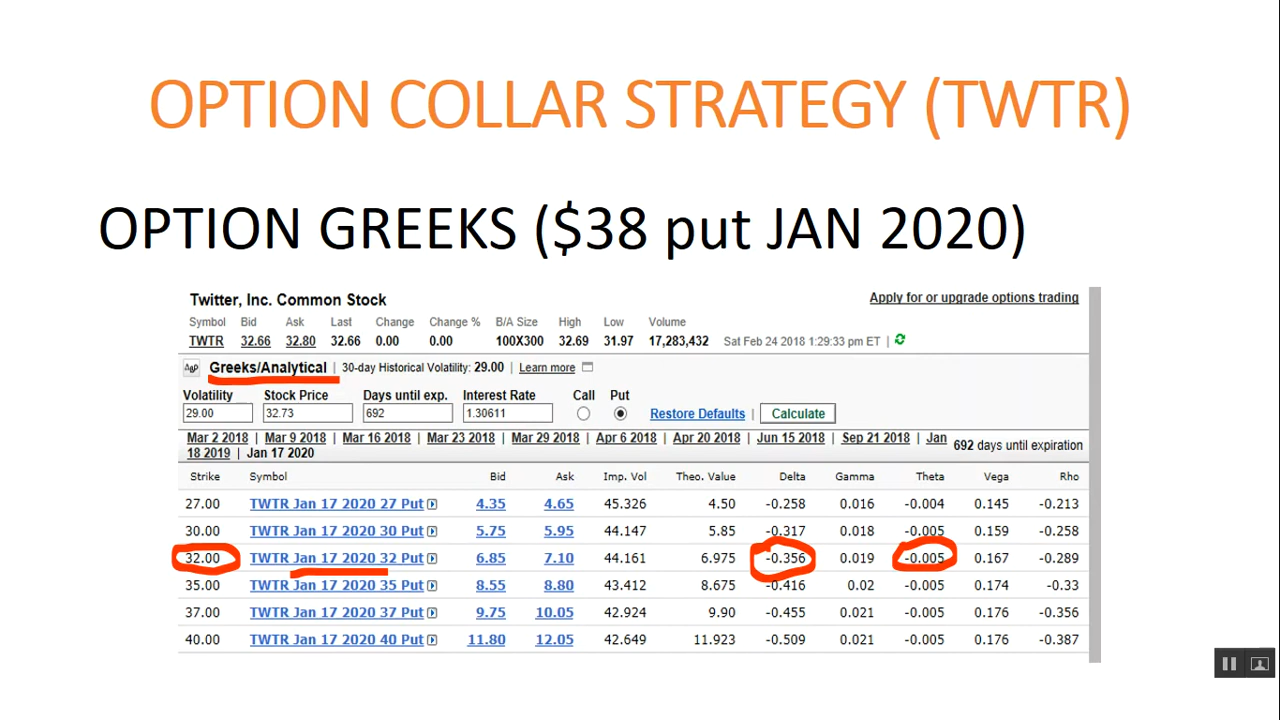 OPTION COLLAR STRATEGY (TWTR)
OPTION GREEKS ($38 put JAN 2020)
Twitter, Inc. Common Stock Apply for or upgrade options trading
Symbol Bid Ask Last Change Change % B/A Size High Low Volume
TWTR 32.66 32.80 32.66 0.00 0.00 100X300 32.69 31.97 17,283,432 Sat Feb 24 2018 1:29:33 pm ET |
Greeks/Analytical | 30-day Historical Volatility: 29.00 | Learn more
Volatility Stock Price Days until exp. Interest Rate Call Put
29.00 32.73 692 1.30611 Restore Defaults | Calculate
Mar 2 2018 | Mar 9 2018 | Mar 16 2018 | Mar 23 2018 | Mar 29 2018 | Apr 6 2018 | Apr 20 2018 | Jun 15 2018 | Sep 21 2018 | Jan 692 days until expiration
18 2019 | Jan 17 2020
Strike Symbol Bid Ask Imp. Vol Theo. Value Delta Gamma Theta Vega Rho
27.00 TWTR Jan 17 2020 27 Put 4.35 4.65 45.326 4.50 -0.258 0.016 -0.004 0.145 -0.213
30.00 TWTR Jan 17 2020 30 Put 5.75 5.95 44.147 5.85 -0.317 0.018 -0.005 0.159 -0.258
32.00 TWTR Jan 17 2020 32 Put 6.85 7.10 44.161 6.975 -0.356 0.019 -0.005 0.167 -0.289
35.00 TWTR Jan 17 2020 35 Put 8.55 8.80 43.412 8.675 -0.416 0.02 -0.005 0.174 -0.33
37.00 TWTR Jan 17 2020 37 Put 9.75 10.05 42.924 9.90 -0.455 0.021 -0.005 0.176 -0.356
40.00 TWTR Jan 17 2020 40 Put 11.80 12.05 42.649 11.923 -0.509 0.021 -0.005 0.176 -0.387